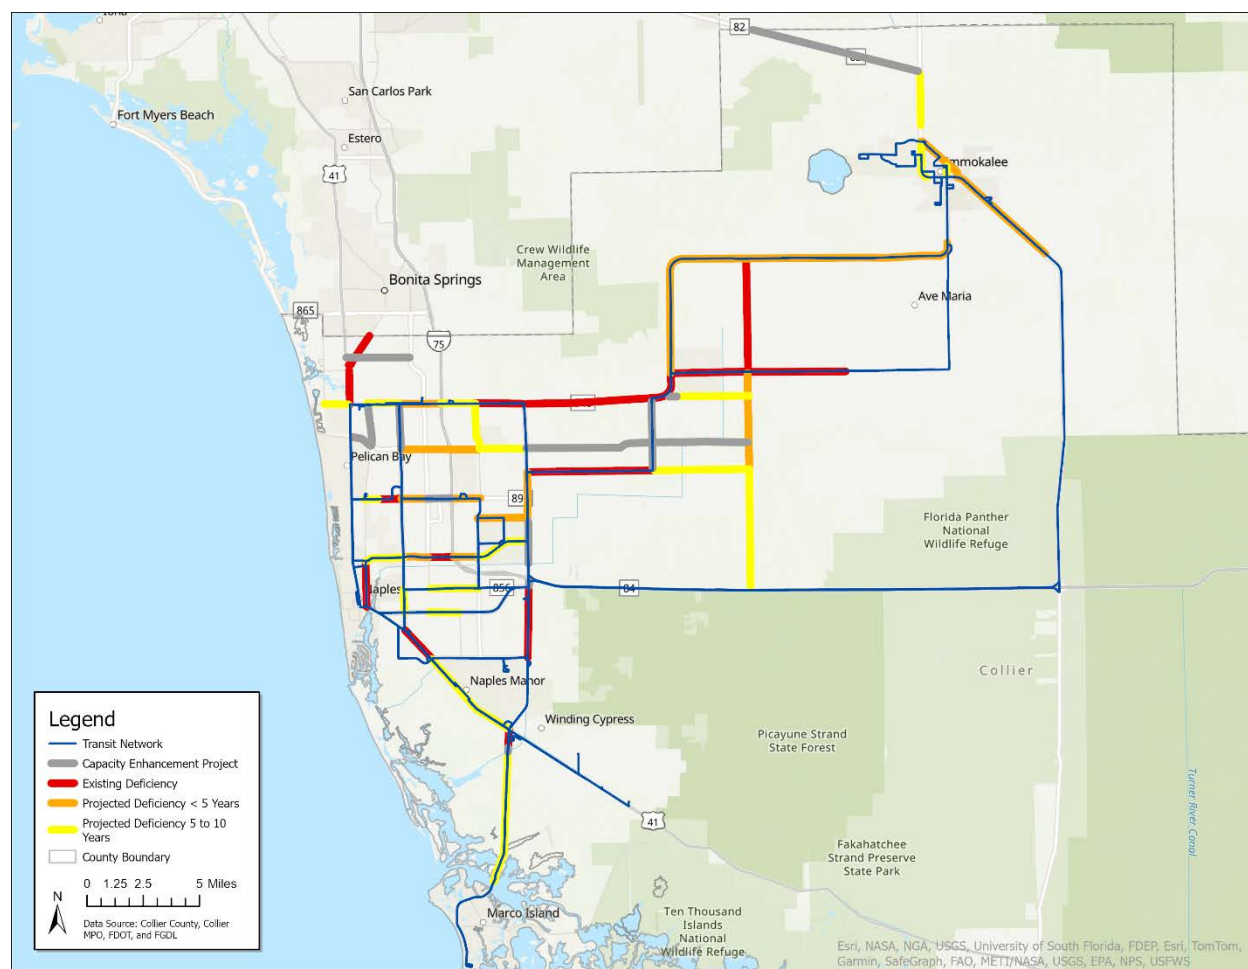 Iona
82
82
San Carlos Park
Fort Myers Beach
Estero
41
Immokalee
Crew Wildlife
Management
Area
Bonita Springs
Ave Maria
865
75
Pelican Bay
Florida Panther
National
Wildlife Refuge
Naples
856
84
Collier
Naples Manor
Winding Cypress
Picayune Strand
State Forest
Turner River Canal
41
Fakahatchee
Strand Preserve
State Park
Marco Island
Ten Thousand
Islands
National
Wildlife Refuge
Legend
Transit Network
Capacity Enhancement Project
Existing Deficiency
Projected Deficiency < 5 Years
Projected Deficiency 5 to 10
Years
County Boundary
N
0 1.25 2.5 5 Miles
Data Source: Collier County, Collier
MPO, FDOT, and FGDL
Esri, NASA, NGA, USGS, University of South Florida, FDEP, Esri, TomTom,
Garmin, SafeGraph, FAO, METI/NASA, USGS, EPA, NPS, USFWS